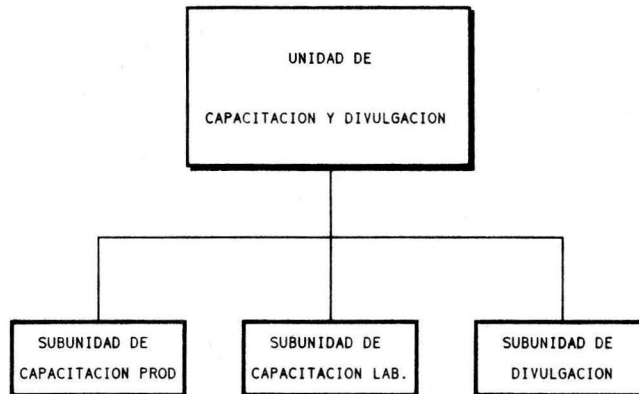 UNIDAD DE
CAPACITACION Y DIVULGACION
SUBUNIDAD DE
CAPACITACION PROD
SUBUNIDAD DE
CAPACITACION LAB.
SUBUNIDAD DE
DIVULGACION